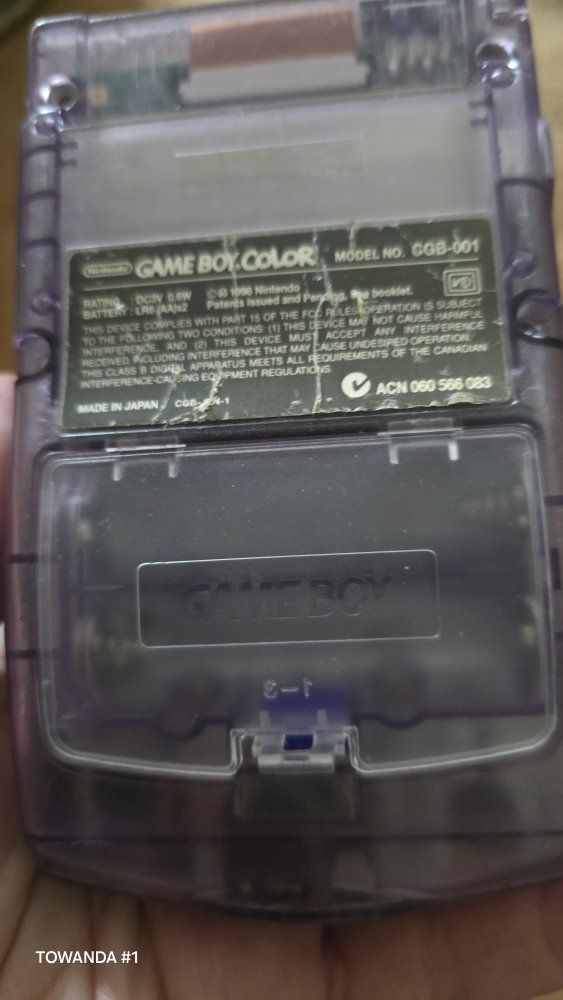 Nintendo GAME BOY COLOR MODEL NO. CGB-001
RATING : DC3V 0.6W © 1998 Nintendo
BATTERY : LR6 (AA)x2 Patents issued and Pending, See booklet.
THIS DEVICE COMPLIES WITH PART 15 OF THE FCC RULES. OPERATION IS SUBJECT
TO THE FOLLOWING TWO CONDITIONS: (1) THIS DEVICE MAY NOT CAUSE HARMFUL
INTERFERENCE, AND (2) THIS DEVICE MUST ACCEPT ANY INTERFERENCE
RECEIVED, INCLUDING INTERFERENCE THAT MAY CAUSE UNDESIRED OPERATION.
THIS CLASS B DIGITAL APPARATUS MEETS ALL REQUIREMENTS OF THE CANADIAN
INTERFERENCE-CAUSING EQUIPMENT REGULATIONS.
ACN 060 566 083
MADE IN JAPAN
GAME BOY
1-3
TOWANDA #1